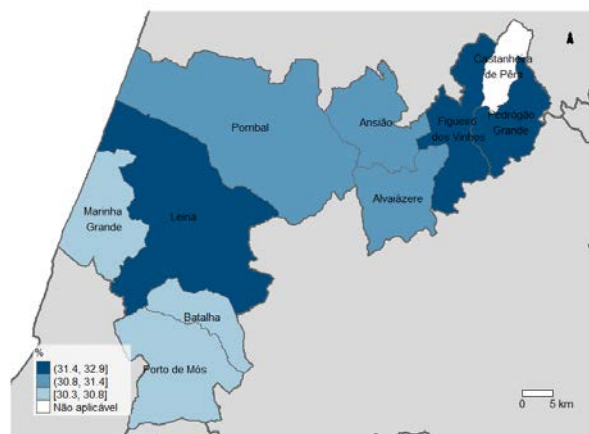 Castanheira
de Pêra
Pedrógão
Grande
Figueiró
dos Vinhos
Ansião
Pombal
Alvaiázere
Marinha
Grande
Leiria
Batalha
Porto de Mós
%
(31.4, 32.9]
(30.8, 31.4]
[30.3, 30.8]
Não aplicável
5 km